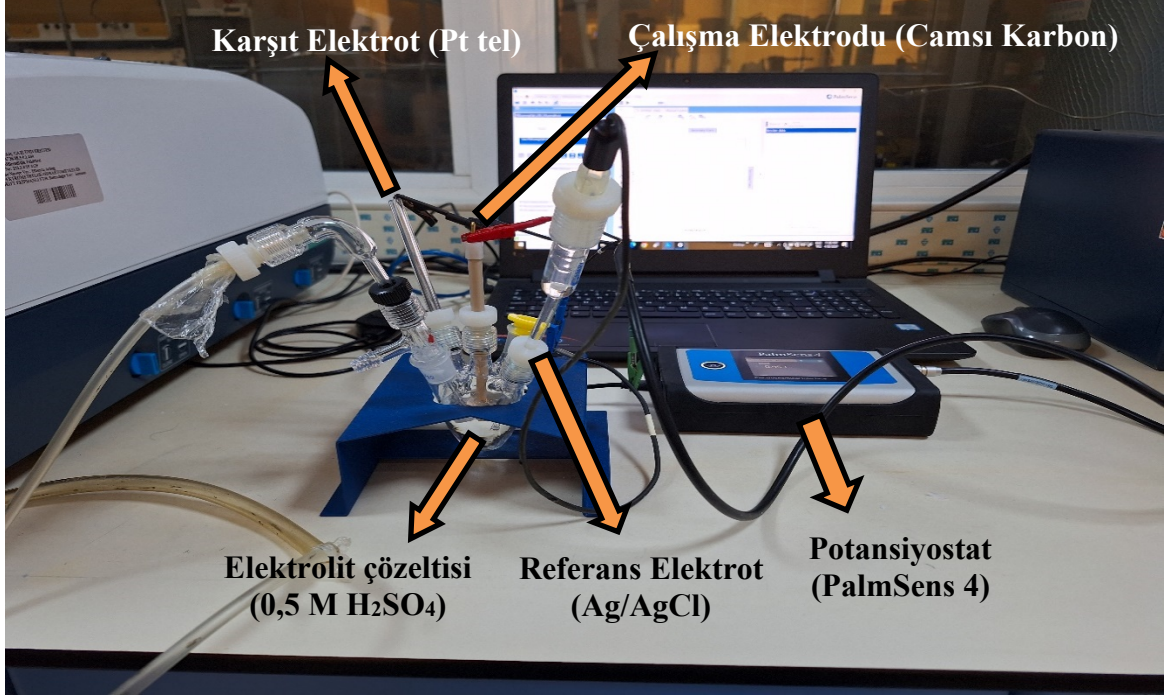 Karşıt Elektrot (Pt tel)
Çalışma Elektrodu (Camsı Karbon)
PalmSens4
Elektrolit çözeltisi
(0,5 M H₂SO₄)
Referans Elektrot
(Ag/AgCl)
Potansiyostat
(PalmSens 4)